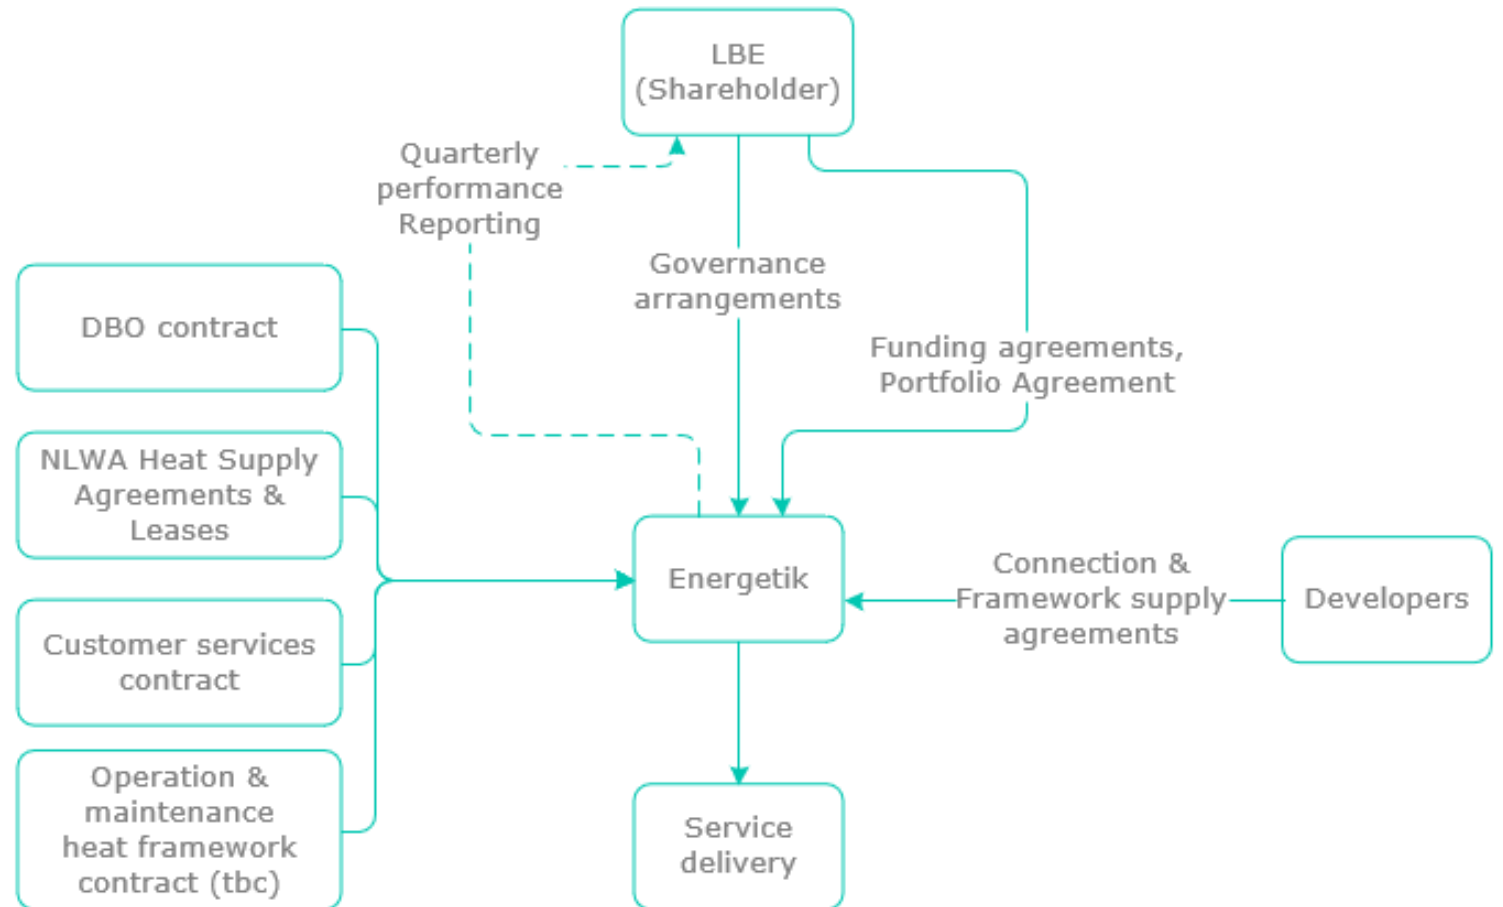 LBE
(Shareholder)
Quarterly
performance
Reporting
Governance
arrangements
Funding agreements,
Portfolio Agreement
DBO contract
NLWA Heat Supply
Agreements &
Leases
Customer services
contract
Operation &
maintenance
heat framework
contract (tbc)
Energetik
Connection &
Framework supply
agreements
Developers
Service
delivery